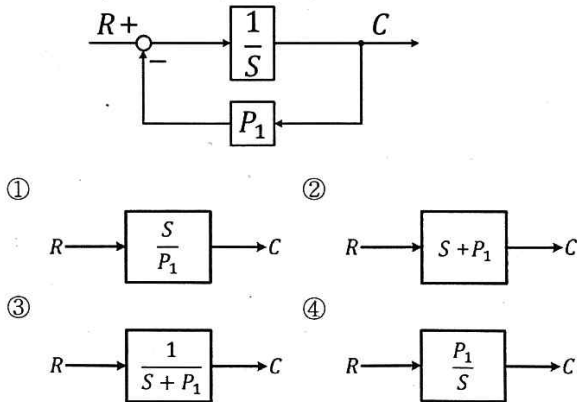 R + 1/S C
−
P₁
① ②
R S/P₁ C R S + P₁ C
③ ④
R 1/(S + P₁) C R P₁/S C